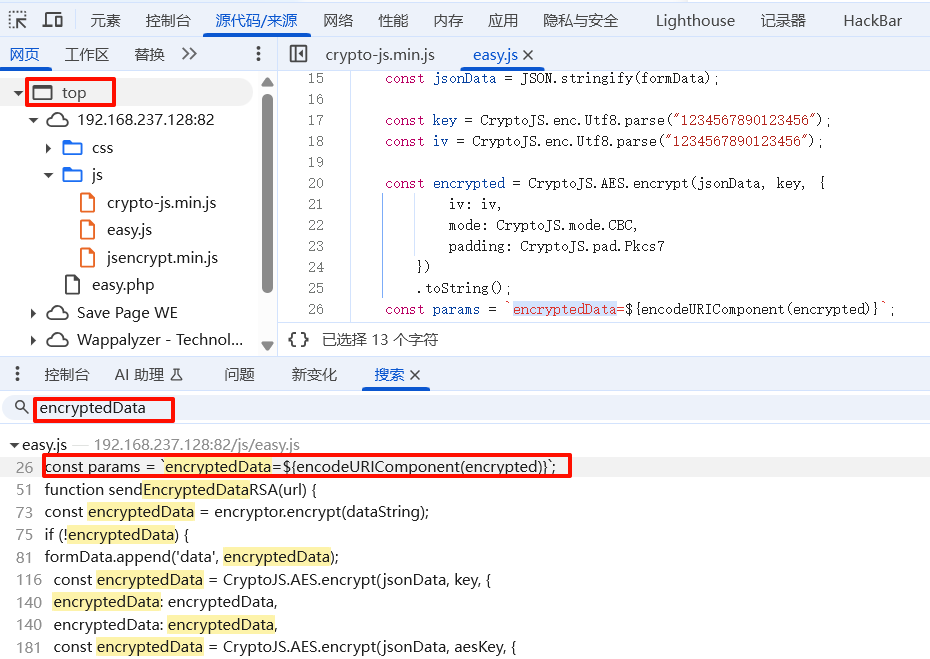 元素 控制台 源代码/来源 网络 性能 内存 应用 隐私与安全 Lighthouse 记录器 HackBar
网页 工作区 替换 crypto-js.min.js easy.js
top
192.168.237.128:82
css
js
crypto-js.min.js
easy.js
jsencrypt.min.js
easy.php
Save Page WE
Wappalyzer - Technol...
15 const jsonData = JSON.stringify(formData);
16
17 const key = CryptoJS.enc.Utf8.parse("1234567890123456");
18 const iv = CryptoJS.enc.Utf8.parse("1234567890123456");
19
20 const encrypted = CryptoJS.AES.encrypt(jsonData, key, {
21 iv: iv,
22 mode: CryptoJS.mode.CBC,
23 padding: CryptoJS.pad.Pkcs7
24 })
25 .toString();
26 const params = `encryptedData=${encodeURIComponent(encrypted)}`;
{} 已选择 13 个字符
控制台 AI 助理 问题 新变化 搜索
encryptedData
easy.js — 192.168.237.128:82/js/easy.js
26 const params = `encryptedData=${encodeURIComponent(encrypted)}`;
51 function sendEncryptedDataRSA(url) {
73 const encryptedData = encryptor.encrypt(dataString);
75 if (!encryptedData) {
81 formData.append('data', encryptedData);
116 const encryptedData = CryptoJS.AES.encrypt(jsonData, key, {
140 encryptedData: encryptedData,
140 encryptedData: encryptedData,
181 const encryptedData = CryptoJS.AES.encrypt(jsonData, aesKey, {